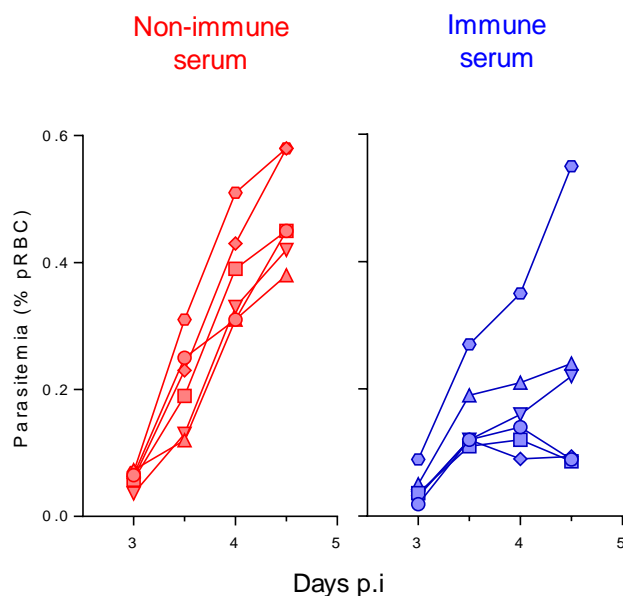 Non-immune
serum
Immune
serum
Parasitemia (% pRBC)
0.6
0.4
0.2
0.0
3
4
5
3
4
5
Days p.i